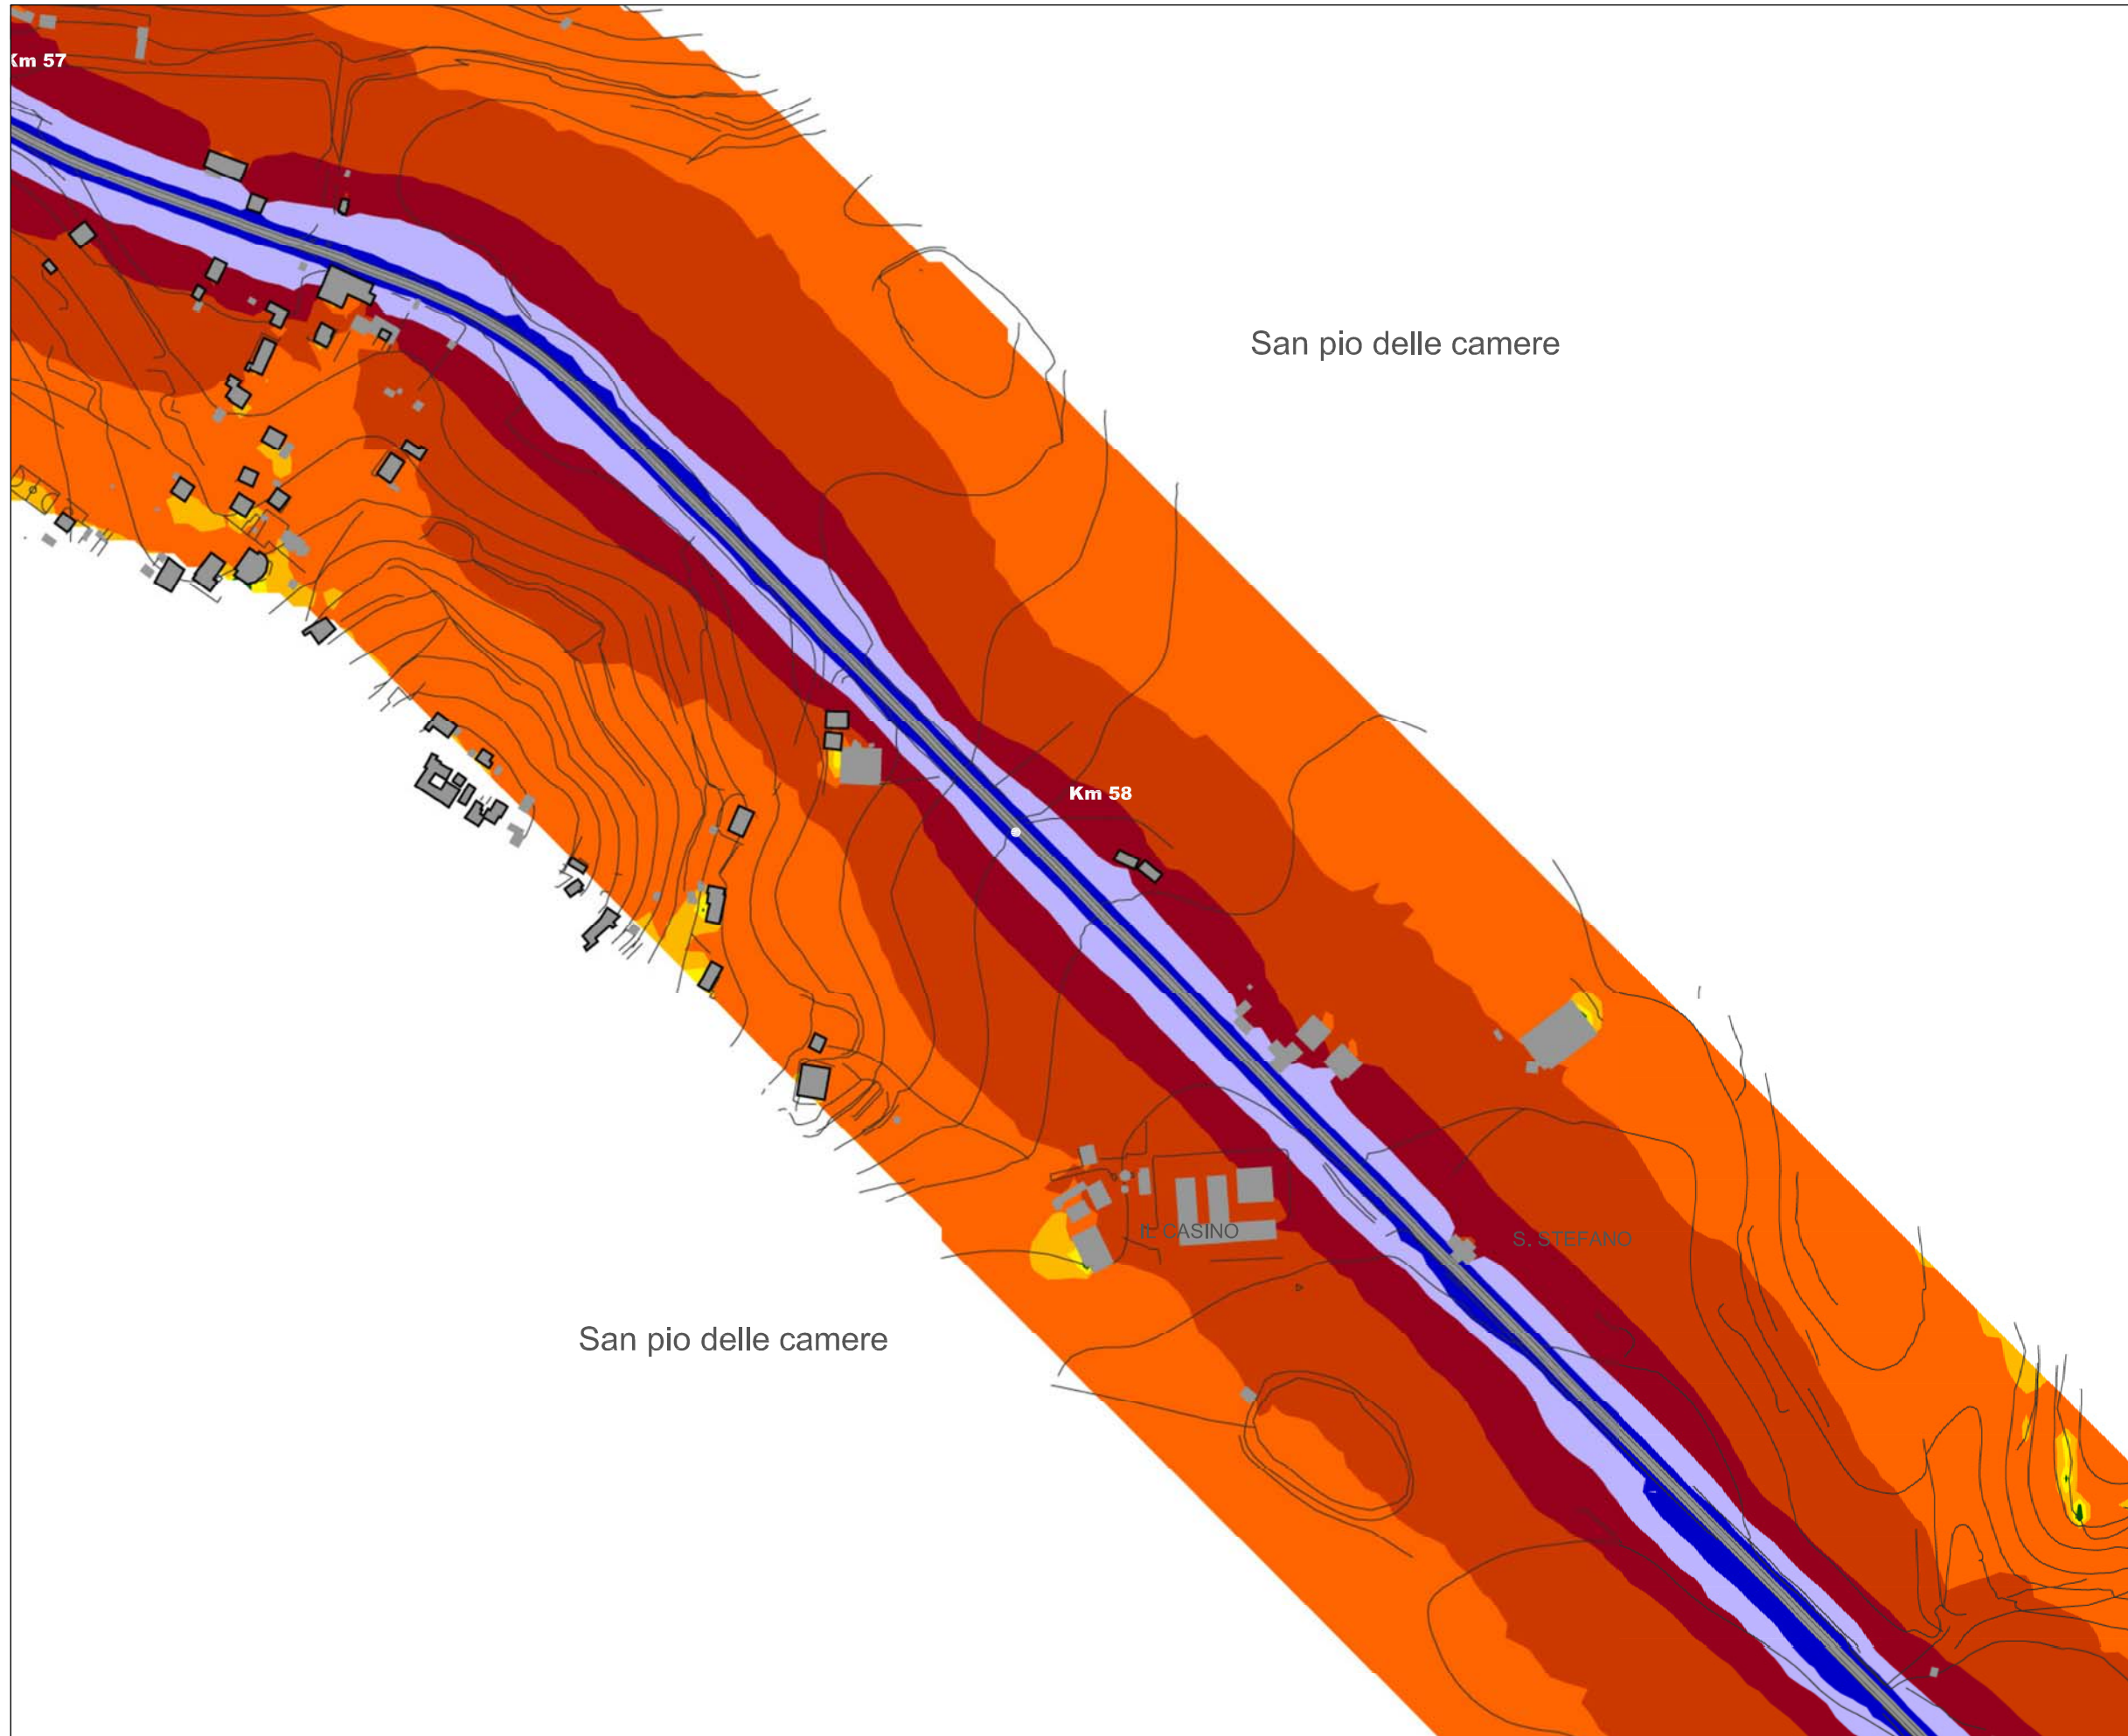 Km 57
San pio delle camere
Km 58
IL CASINO
S. STEFANO
San pio delle camere